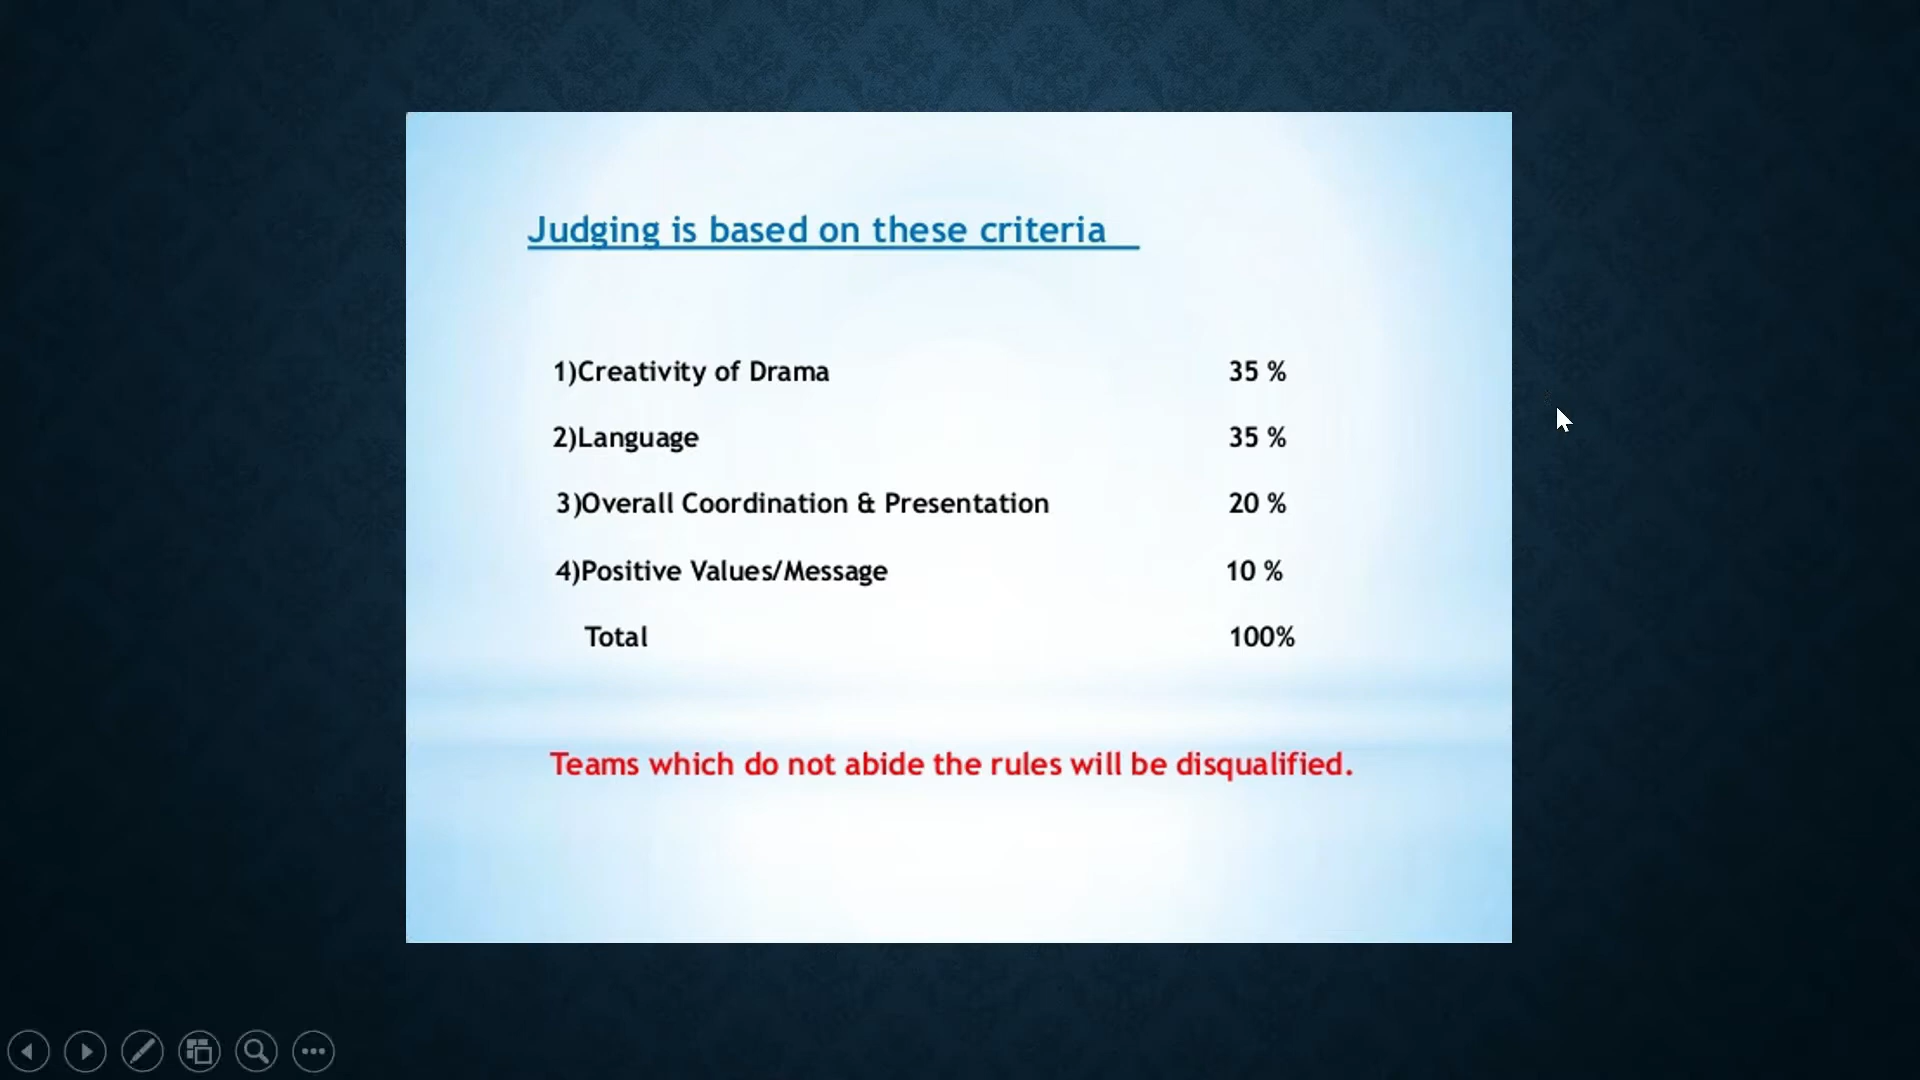 Judging is based on these criteria
1)Creativity of Drama 35 %
2)Language 35 %
3)Overall Coordination & Presentation 20 %
4)Positive Values/Message 10 %
Total 100%
Teams which do not abide the rules will be disqualified.